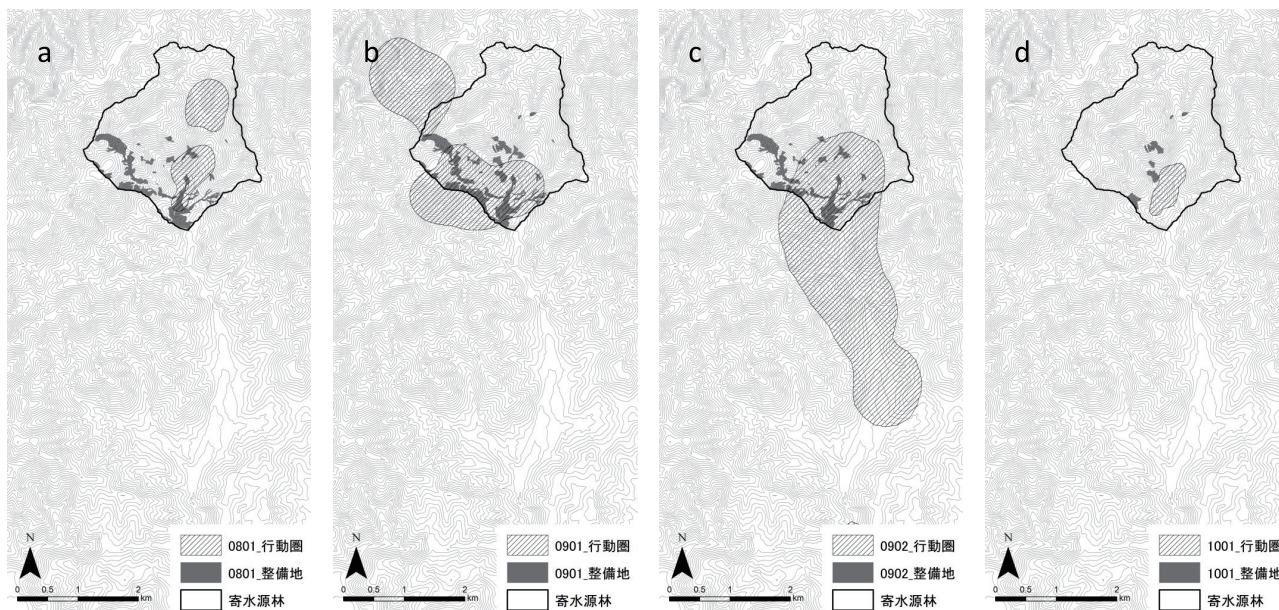 a
N
0801_行動圏
0801_整備地
寄水源林
0 0.5 1 2
km
b
N
0901_行動圏
0901_整備地
寄水源林
0 0.5 1 2
km
c
N
0902_行動圏
0902_整備地
寄水源林
0 0.5 1 2
km
d
N
1001_行動圏
1001_整備地
寄水源林
0 0.5 1 2
km